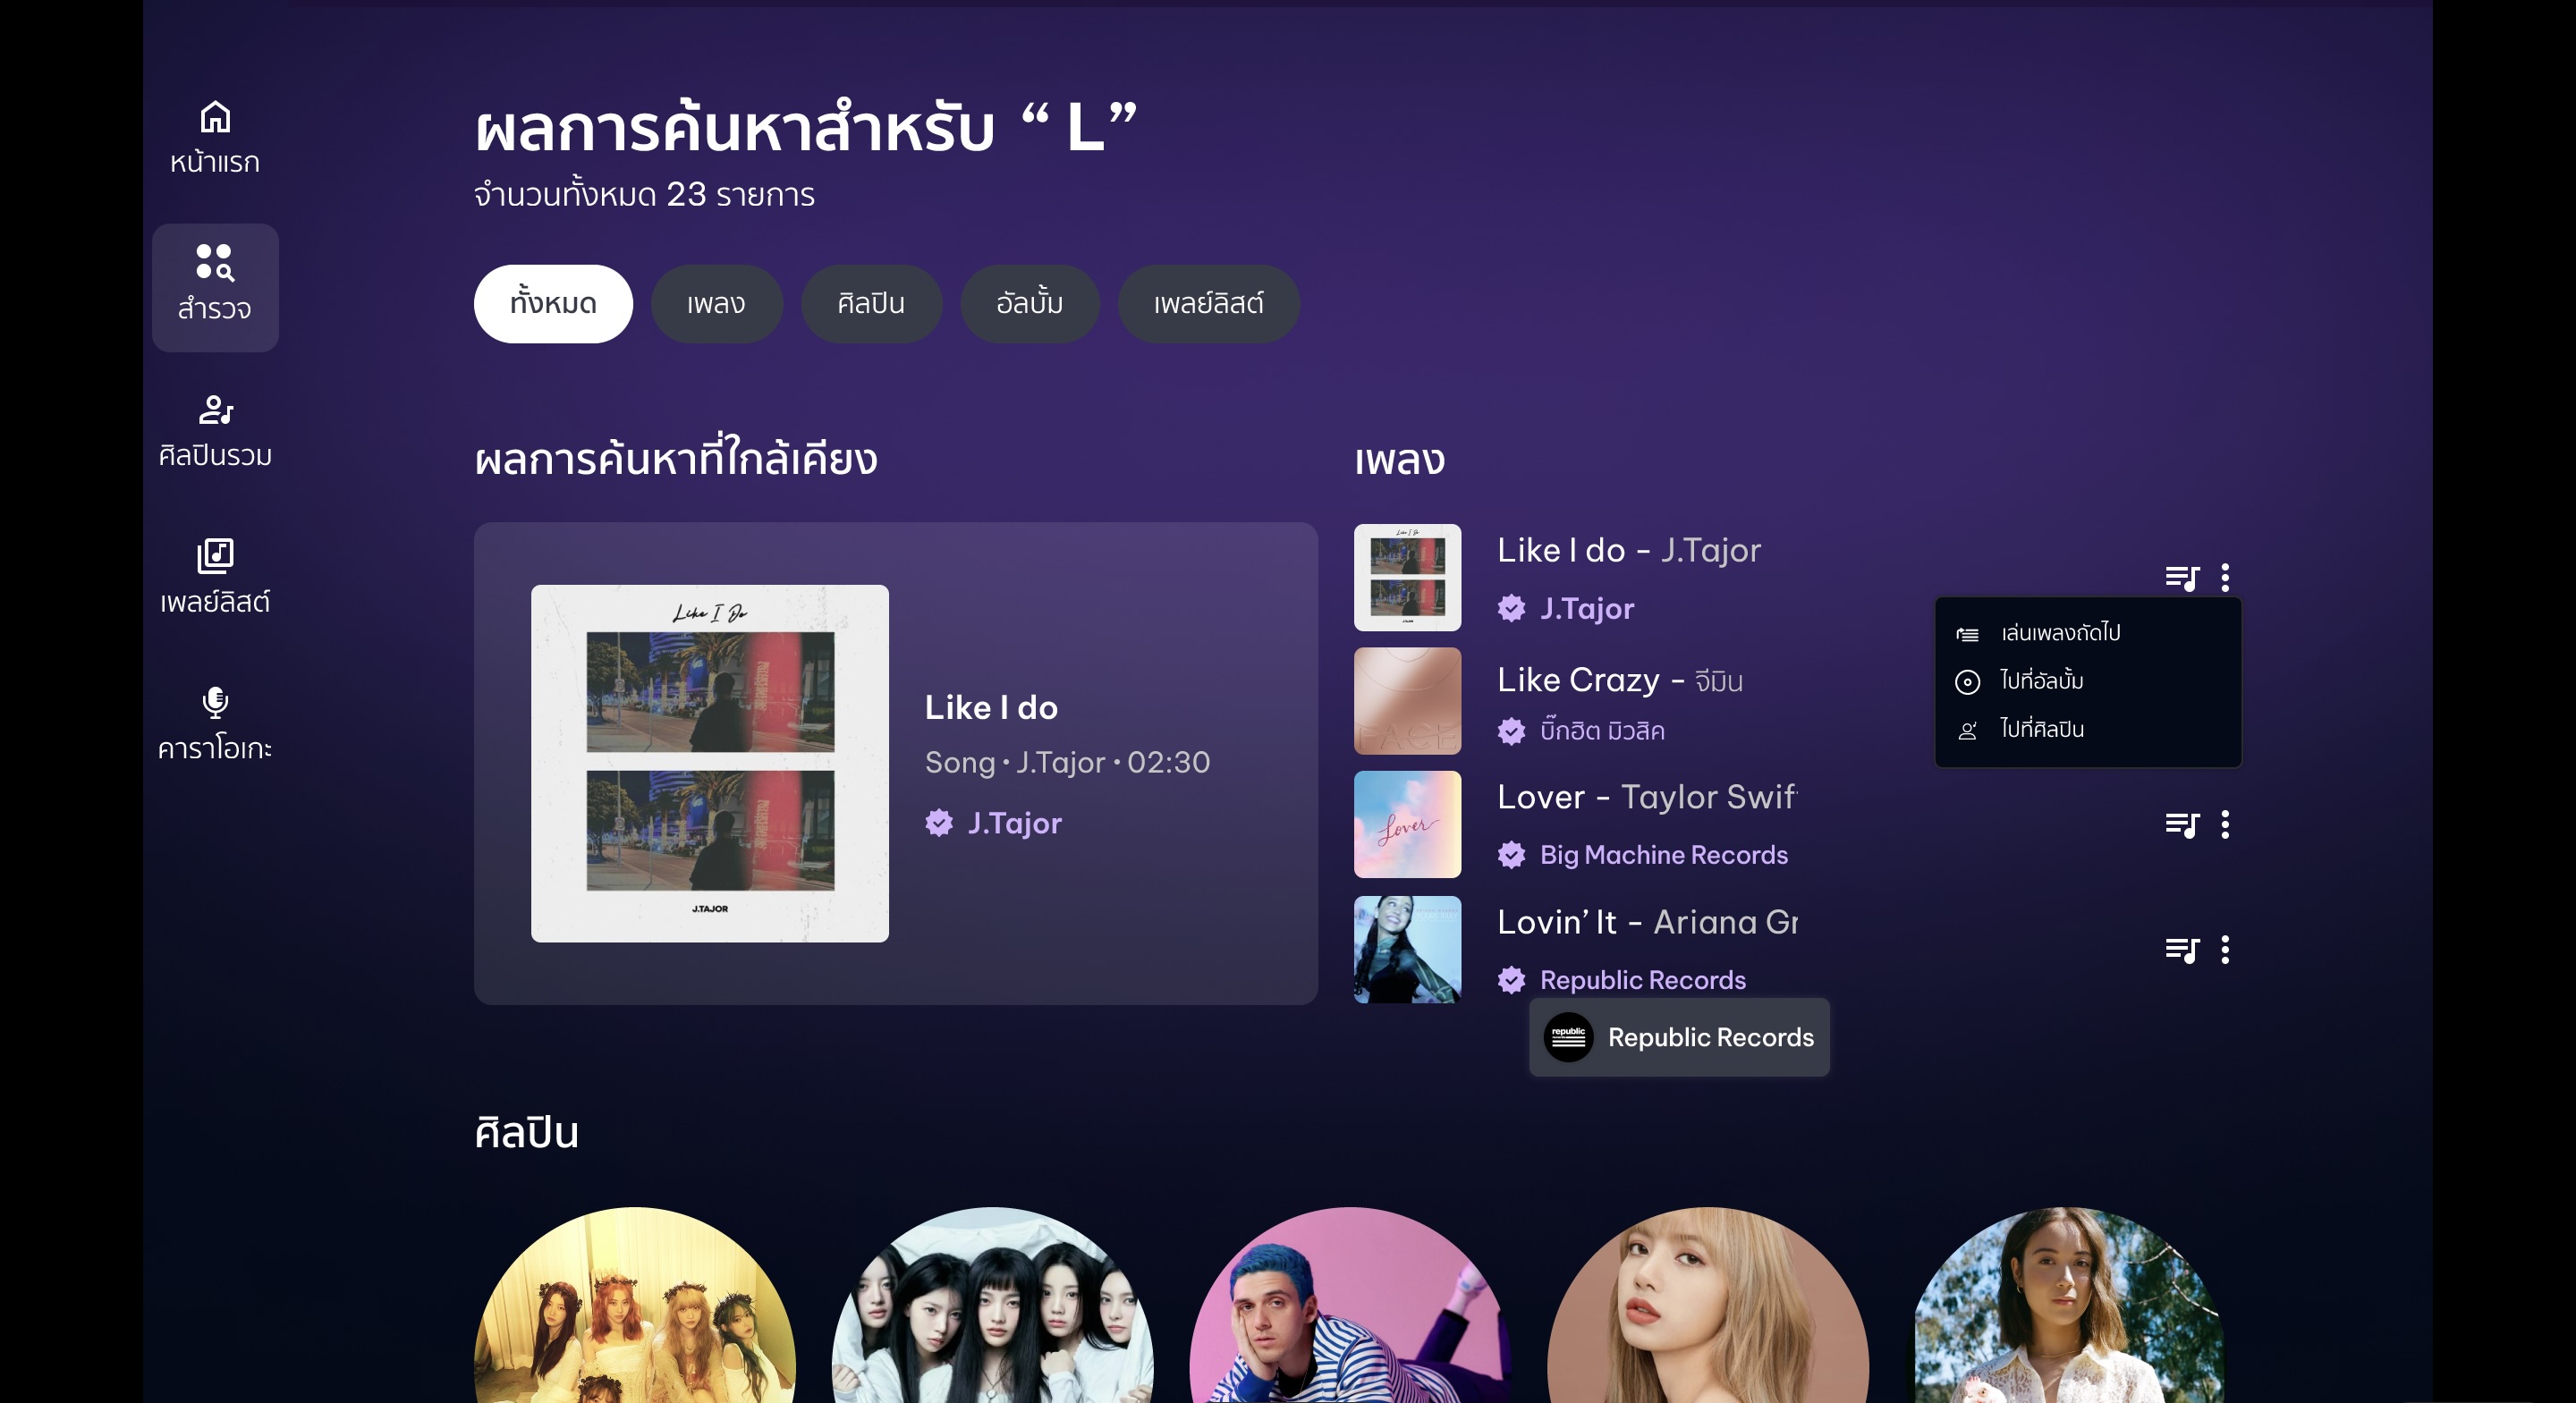 หน้าแรก
สำรวจ
ศิลปินรวม
เพลย์ลิสต์
คาราโอเกะ
ผลการค้นหาสำหรับ “ L”
จำนวนทั้งหมด 23 รายการ
ทั้งหมด
เพลง
ศิลปิน
อัลบั้ม
เพลย์ลิสต์
ผลการค้นหาที่ใกล้เคียง
Like I Do
J.TAJOR
Like I do
Song • J.Tajor • 02:30
J.Tajor
เพลง
Like I do - J.Tajor
J.Tajor
Like Crazy - จีมิน
บิ๊กฮิต มิวสิค
FACE
Lover - Taylor Swif
Big Machine Records
Lover
Lovin’ It - Ariana Gr
Republic Records
republic
Republic Records
เล่นเพลงถัดไป
ไปที่อัลบั้ม
ไปที่ศิลปิน
ศิลปิน